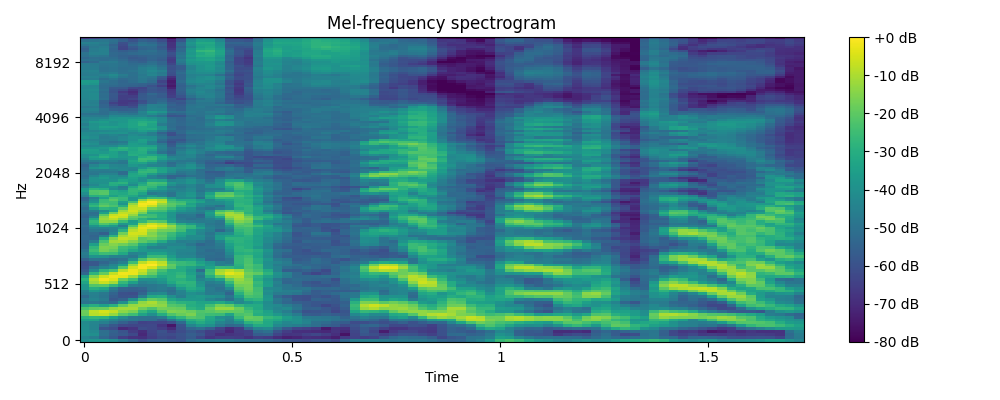 Mel-frequency spectrogram
8192
4096
2048
1024
512
0
Hz
0
0.5
1
1.5
Time
+0 dB
-10 dB
-20 dB
-30 dB
-40 dB
-50 dB
-60 dB
-70 dB
-80 dB